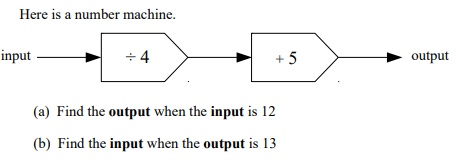 Here is a number machine.
input ÷ 4 + 5 output
(a) Find the output when the input is 12
(b) Find the input when the output is 13